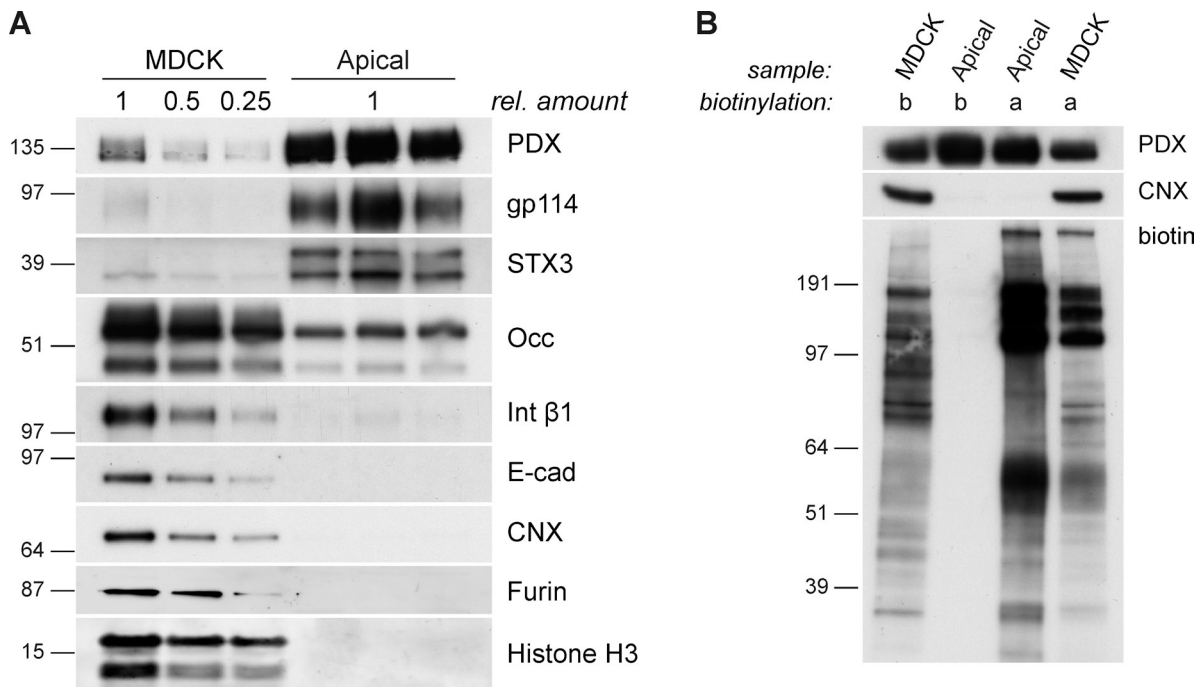 A
MDCK Apical
1 0.5 0.25 1 rel. amount
135 PDX
97 gp114
39 STX3
51 Occ
97 Int β1
97 E-cad
64 CNX
87 Furin
15 Histone H3
B
sample: MDCK Apical Apical MDCK
biotinylation: b b a a
PDX
CNX
biotin
191
97
64
51
39